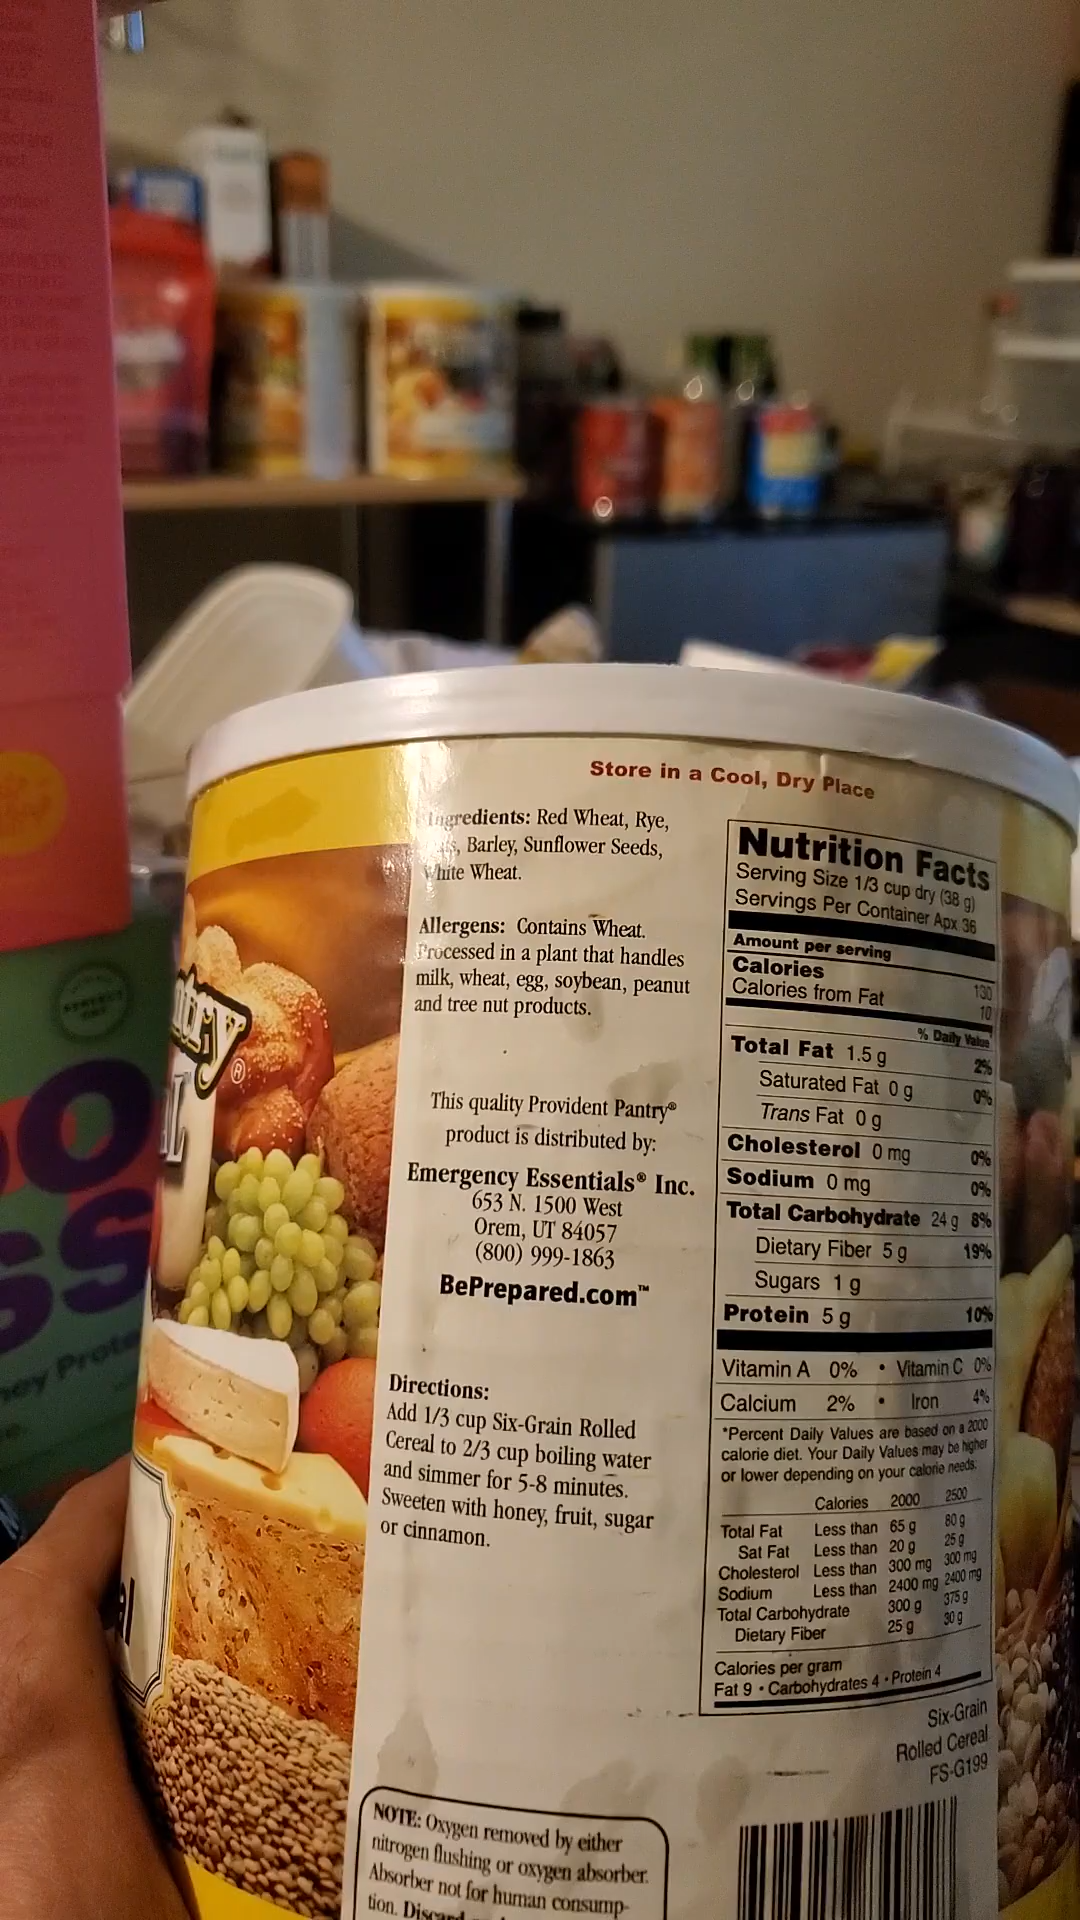 Store in a Cool, Dry Place
Ingredients: Red Wheat, Rye,
Barley, Sunflower Seeds,
White Wheat.
Allergens: Contains Wheat.
Processed in a plant that handles
milk, wheat, egg, soybean, peanut
and tree nut products.
This quality Provident Pantry®
product is distributed by:
Emergency Essentials® Inc.
653 N. 1500 West
Orem, UT 84057
(800) 999-1863
BePrepared.com™
Directions:
Add 1/3 cup Six-Grain Rolled
Cereal to 2/3 cup boiling water
and simmer for 5-8 minutes.
Sweeten with honey, fruit, sugar
or cinnamon.
NOTE: Oxygen removed by either
nitrogen flushing or oxygen absorber.
Absorber not for human consump-
tion.
Nutrition Facts
Serving Size 1/3 cup dry (38 g)
Servings Per Container Apx 36
Amount per serving
Calories 130
Calories from Fat 10
% Daily Value*
Total Fat 1.5 g 2%
Saturated Fat 0 g 0%
Trans Fat 0 g
Cholesterol 0 mg 0%
Sodium 0 mg 0%
Total Carbohydrate 24 g 8%
Dietary Fiber 5 g 19%
Sugars 1 g
Protein 5 g 10%
Vitamin A 0% • Vitamin C 0%
Calcium 2% • Iron 4%
*Percent Daily Values are based on a 2000
calorie diet. Your Daily Values may be higher
or lower depending on your calorie needs.
Calories 2000 2500
Total Fat Less than 65 g 80 g
Sat Fat Less than 20 g 25 g
Cholesterol Less than 300 mg 300 mg
Sodium Less than 2400 mg 2400 mg
Total Carbohydrate 300 g 375 g
Dietary Fiber 25 g 30 g
Calories per gram
Fat 9 • Carbohydrates 4 • Protein 4
Six-Grain
Rolled Cereal
FS-G199